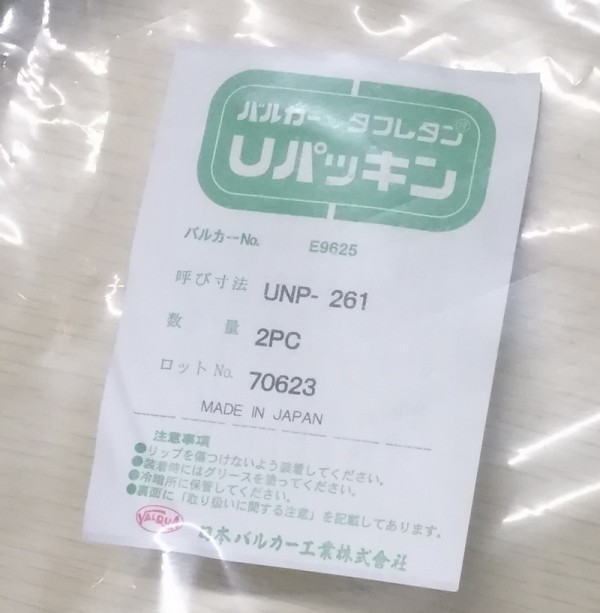 バルカー タフレタン®
Uパッキン
バルカーNo. E9625
呼び寸法 UNP- 261
数 量 2PC
ロットNo. 70623
MADE IN JAPAN
注意事項
●リップを傷つけないよう装着してください。
●装着時にはグリースを塗ってください。
●冷暗所に保管してください。
●裏面に「取り扱いに関する注意」を記載してあります。
VALQUA 日本バルカー工業株式会社